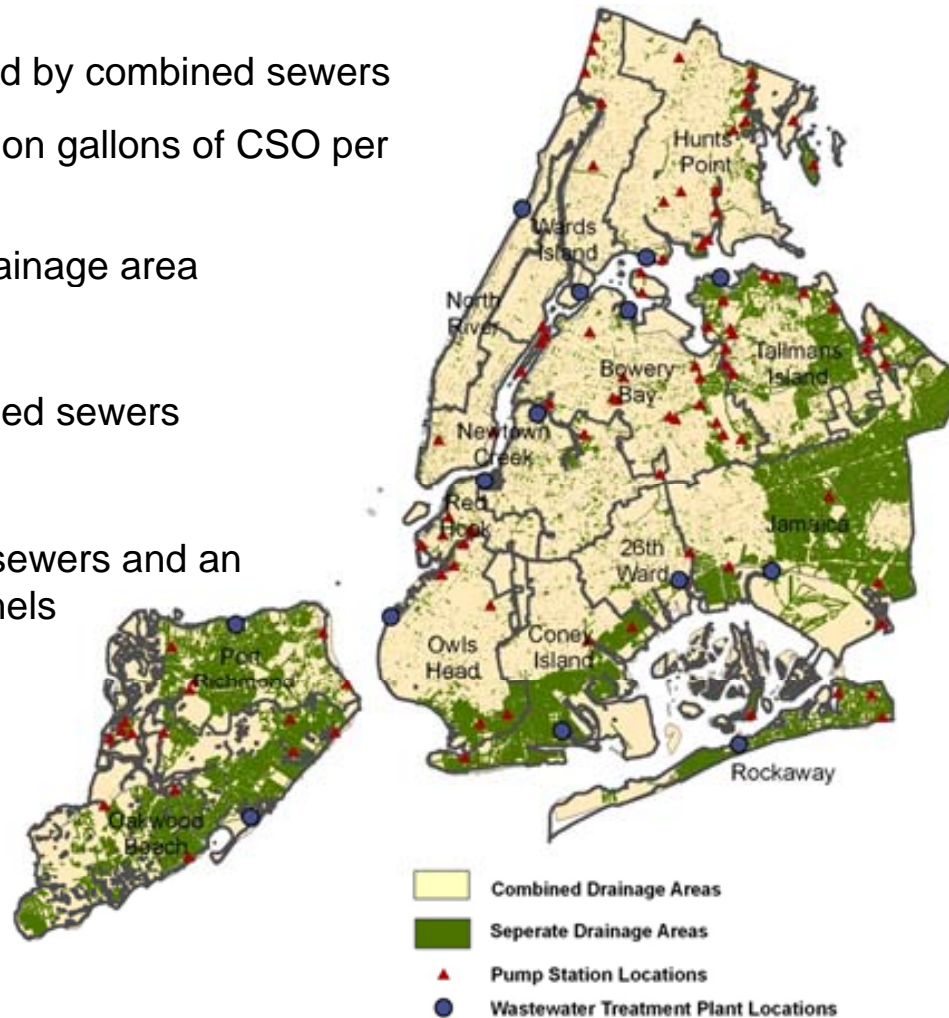 d by combined sewers
on gallons of CSO per
ainage area
ed sewers
sewers and an
nels
Hunts
Point
Wards
Island
North
River
Tallmans
Island
Bowery
Bay
Newtown
Creek
Red
Hook
Jamaica
26th
Ward
Owls
Head
Coney
Island
Port
Richmond
Rockaway
Oakwood
Beach
Combined Drainage Areas
Seperate Drainage Areas
Pump Station Locations
Wastewater Treatment Plant Locations